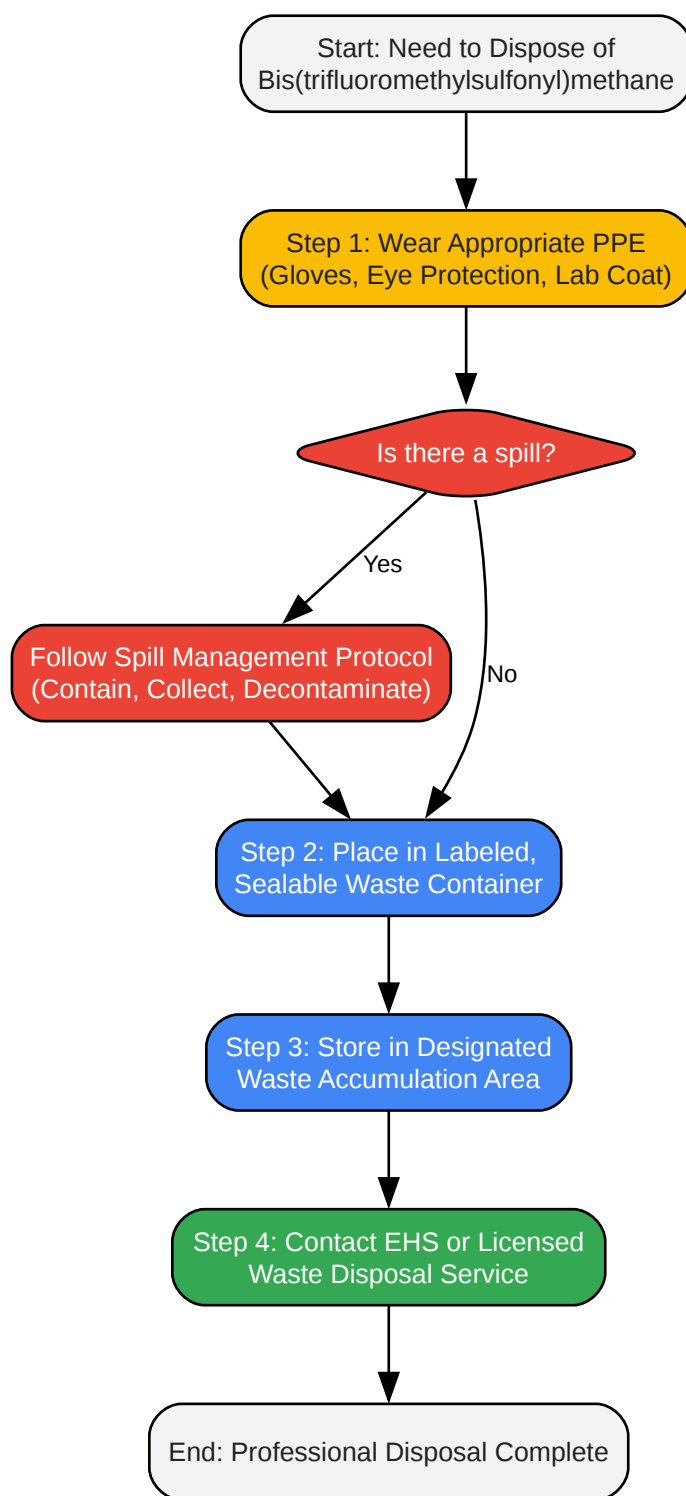 Start: Need to Dispose of
Bis(trifluoromethylsulfonyl)methane
Step 1: Wear Appropriate PPE
(Gloves, Eye Protection, Lab Coat)
Is there a spill?
Yes
Follow Spill Management Protocol
(Contain, Collect, Decontaminate)
No
Step 2: Place in Labeled,
Sealable Waste Container
Step 3: Store in Designated
Waste Accumulation Area
Step 4: Contact EHS or Licensed
Waste Disposal Service
End: Professional Disposal Complete